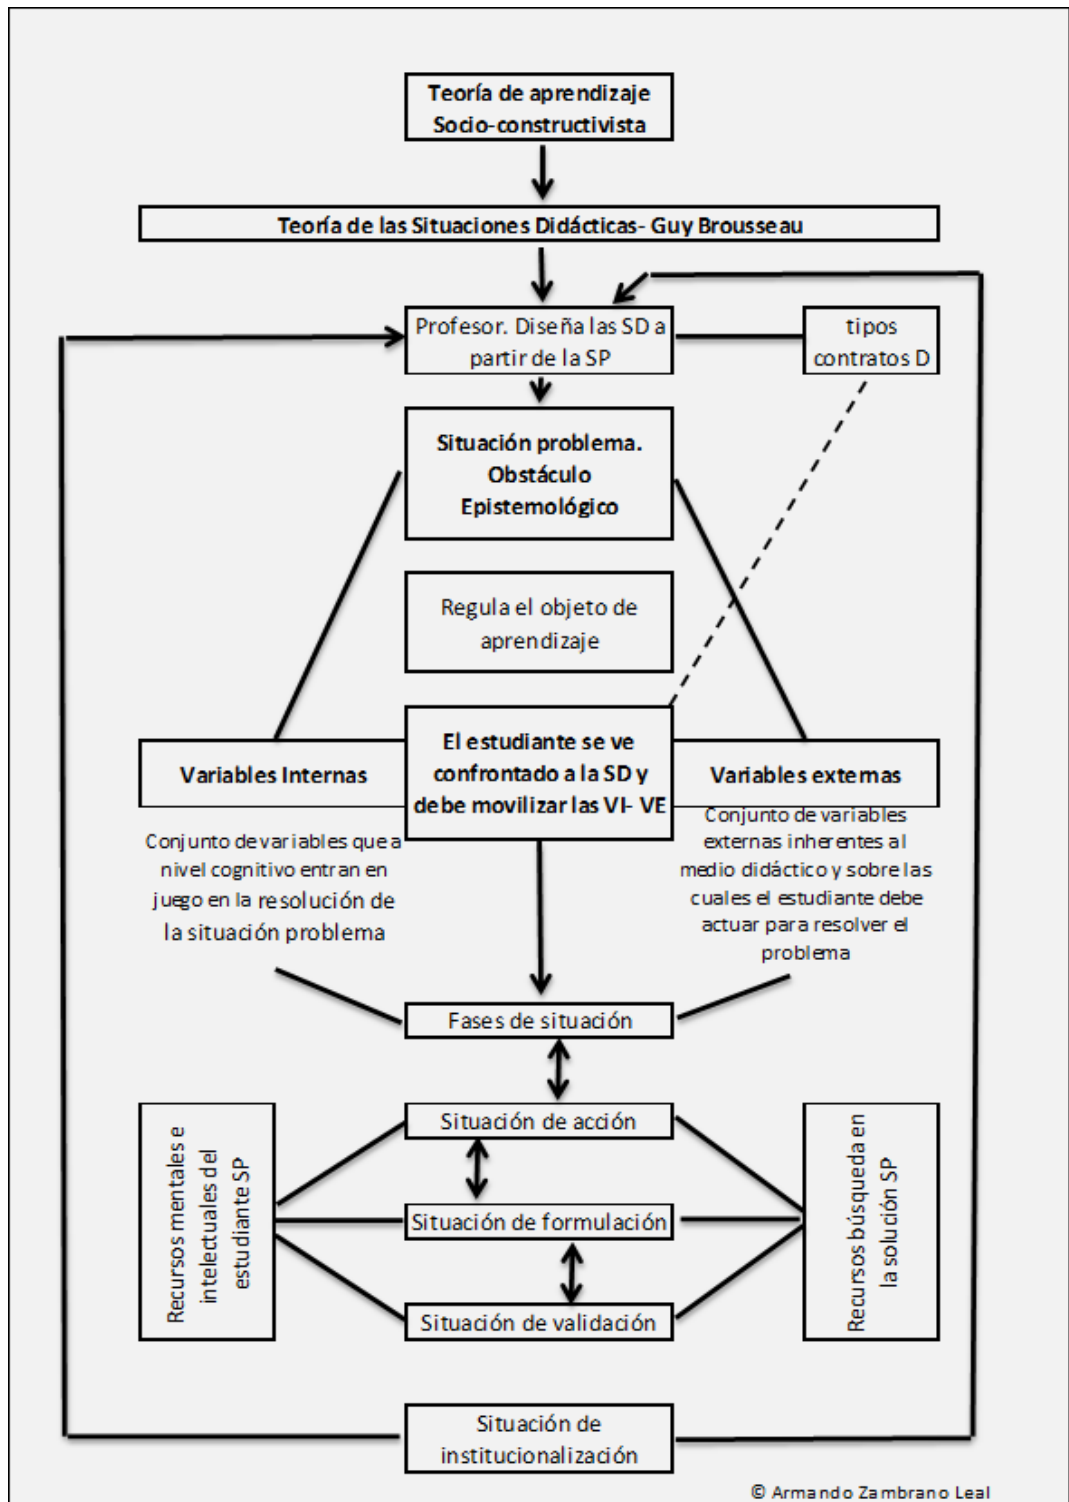 Teoría de aprendizaje
Socio-constructivista
Teoría de las Situaciones Didácticas- Guy Brousseau
Profesor. Diseña las SD a
partir de la SP
tipos
contratos D
Situación problema.
Obstáculo
Epistemológico
Regula el objeto de
aprendizaje
Variables Internas
El estudiante se ve
confrontado a la SD y
debe movilizar las VI- VE
Variables externas
Conjunto de variables que a
nivel cognitivo entran en
juego en la resolución de
la situación problema
Conjunto de variables
externas inherentes al
medio didáctico y sobre las
cuales el estudiante debe
actuar para resolver el
problema
Fases de situación
Recursos mentales e
intelectuales del
estudiante SP
Situación de acción
Situación de formulación
Situación de validación
Recursos búsqueda en
la solución SP
Situación de
institucionalización
© Armando Zambrano Leal